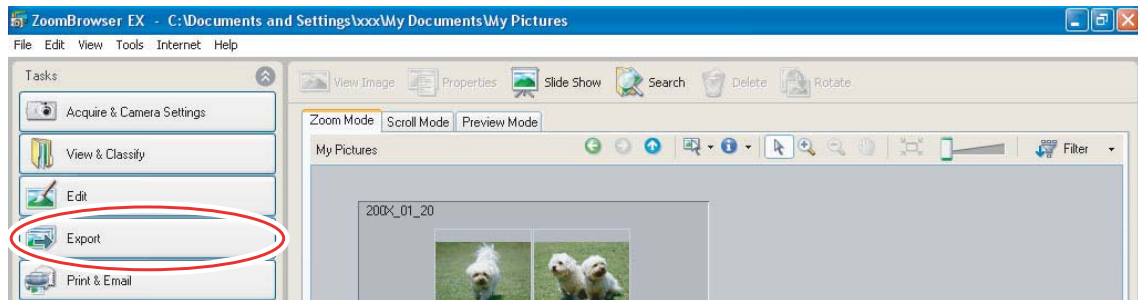 ZoomBrowser EX - C:\Documents and Settings\xxx\My Documents\My Pictures
File Edit View Tools Internet Help
Tasks
Acquire & Camera Settings
View & Classify
Edit
Export
Print & Email
View Image Properties Slide Show Search Delete Rotate
Zoom Mode Scroll Mode Preview Mode
My Pictures Filter
200X_01_20